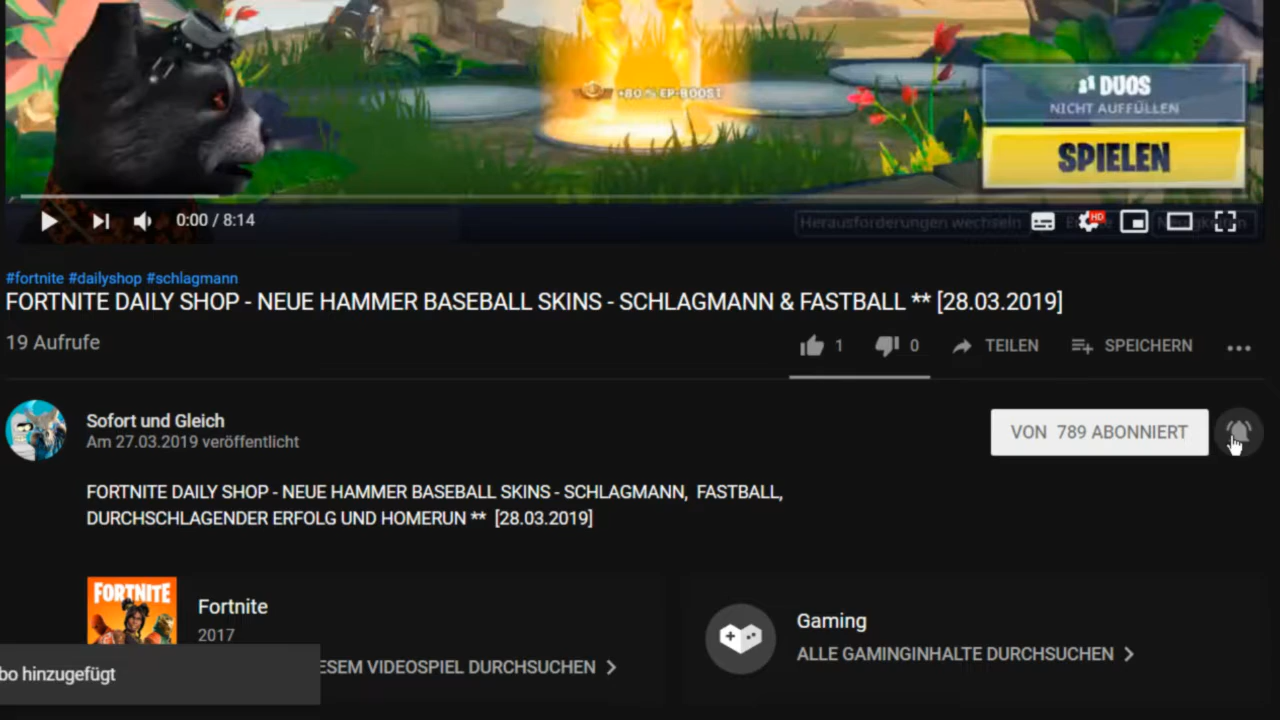 +80 % EP-BOOST
DUOS
NICHT AUFFÜLLEN
SPIELEN
0:00 / 8:14
Herausforderungen wechseln
HD
#fortnite #dailyshop #schlagmann
FORTNITE DAILY SHOP - NEUE HAMMER BASEBALL SKINS - SCHLAGMANN & FASTBALL ** [28.03.2019]
19 Aufrufe
1
0
TEILEN
SPEICHERN
Sofort und Gleich
Am 27.03.2019 veröffentlicht
VON 789 ABONNIERT
FORTNITE DAILY SHOP - NEUE HAMMER BASEBALL SKINS - SCHLAGMANN, FASTBALL,
DURCHSCHLAGENDER ERFOLG UND HOMERUN ** [28.03.2019]
FORTNITE
Fortnite
2017
ESEM VIDEOSPIEL DURCHSUCHEN
Gaming
ALLE GAMINGINHALTE DURCHSUCHEN
bo hinzugefügt